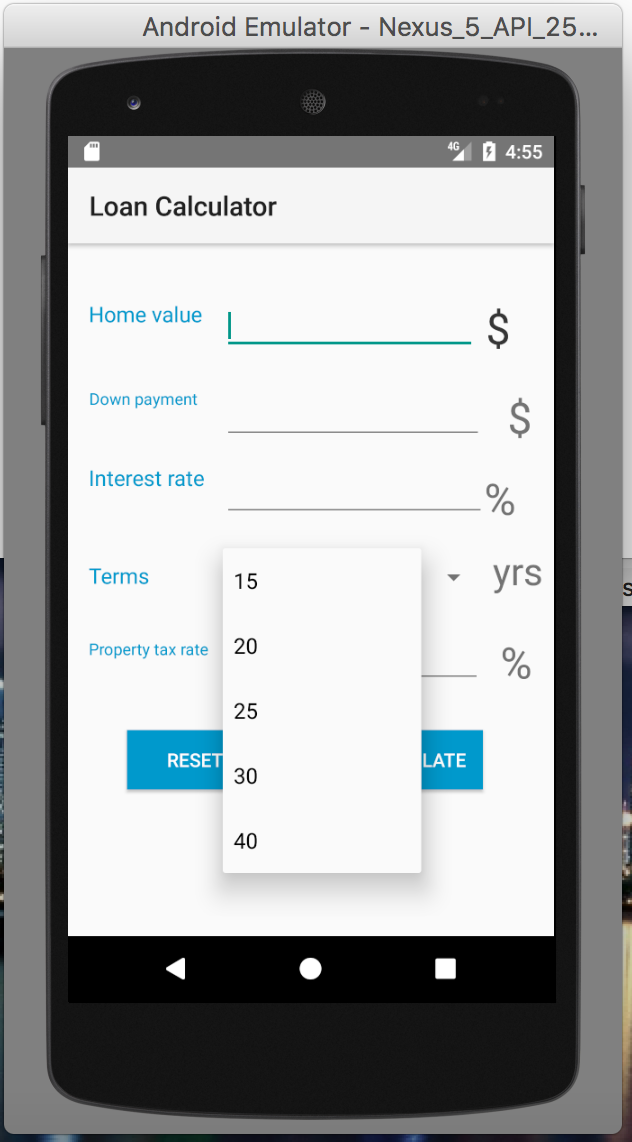 Android Emulator - Nexus_5_API_25...
4G 4:55
Loan Calculator
Home value $
Down payment $
Interest rate %
Terms yrs
15
20
Property tax rate %
25
RESET LATE
30
40
s